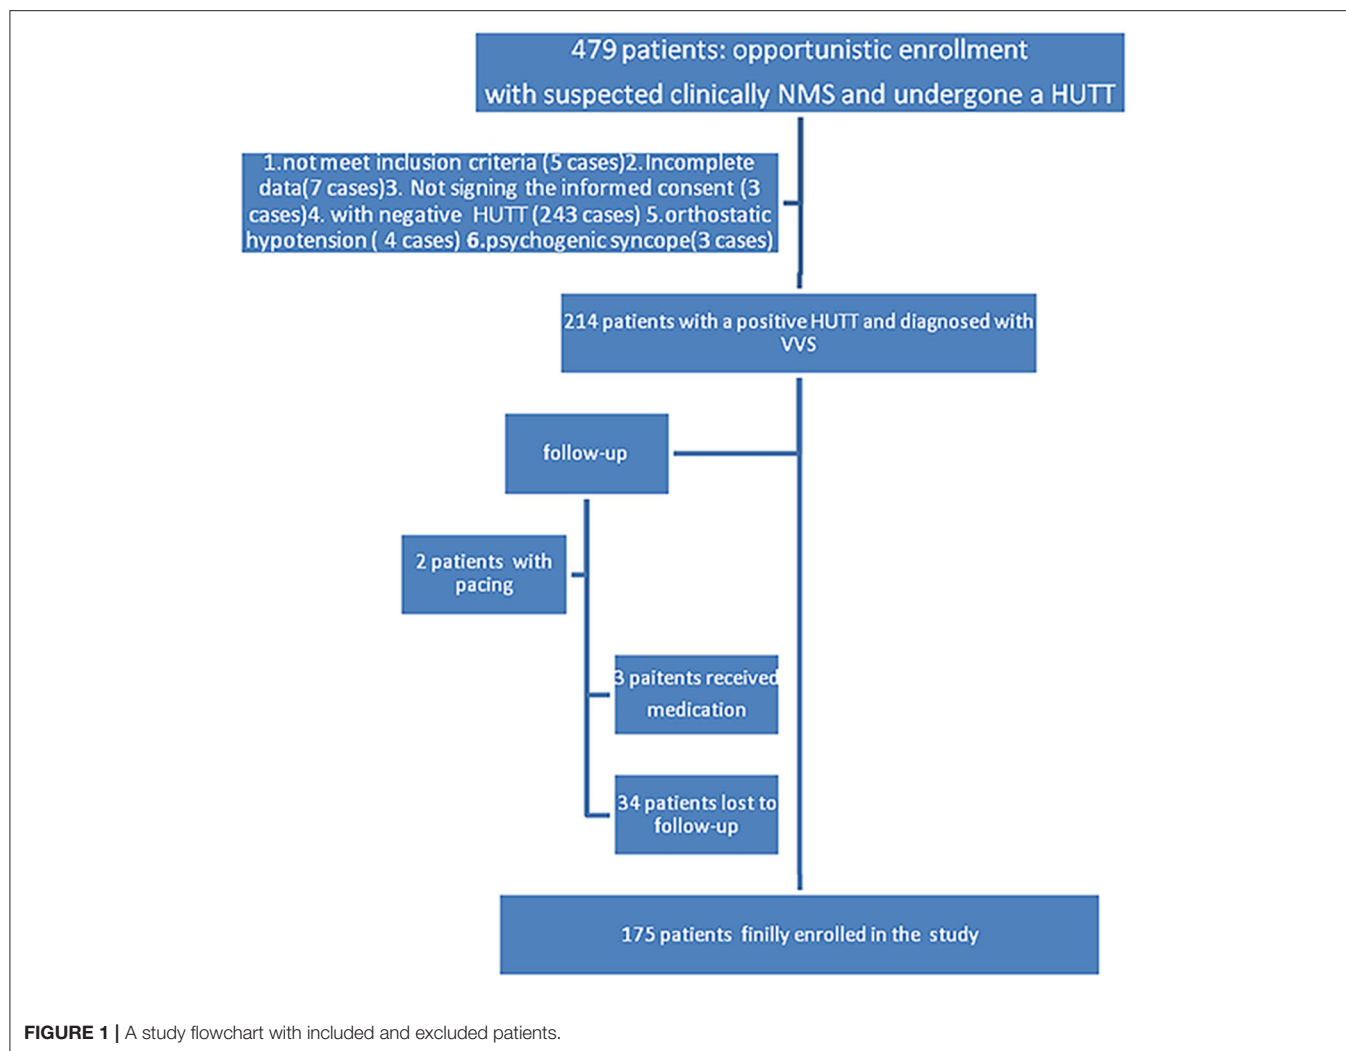 479 patients: opportunistic enrollment
with suspected clinically NMS and undergone a HUTT
1.not meet inclusion criteria (5 cases)2.Incomplete
data(7 cases)3. Not signing the informed consent (3
cases)4. with negative HUTT (243 cases) 5.orthostatic
hypotension ( 4 cases) 6.psychogenic syncope(3 cases)
214 patients with a positive HUTT and diagnosed with
VVS
follow-up
2 patients with
pacing
3 paitents received
medication
34 patients lost to
follow-up
175 patients finilly enrolled in the study
FIGURE 1 | A study flowchart with included and excluded patients.